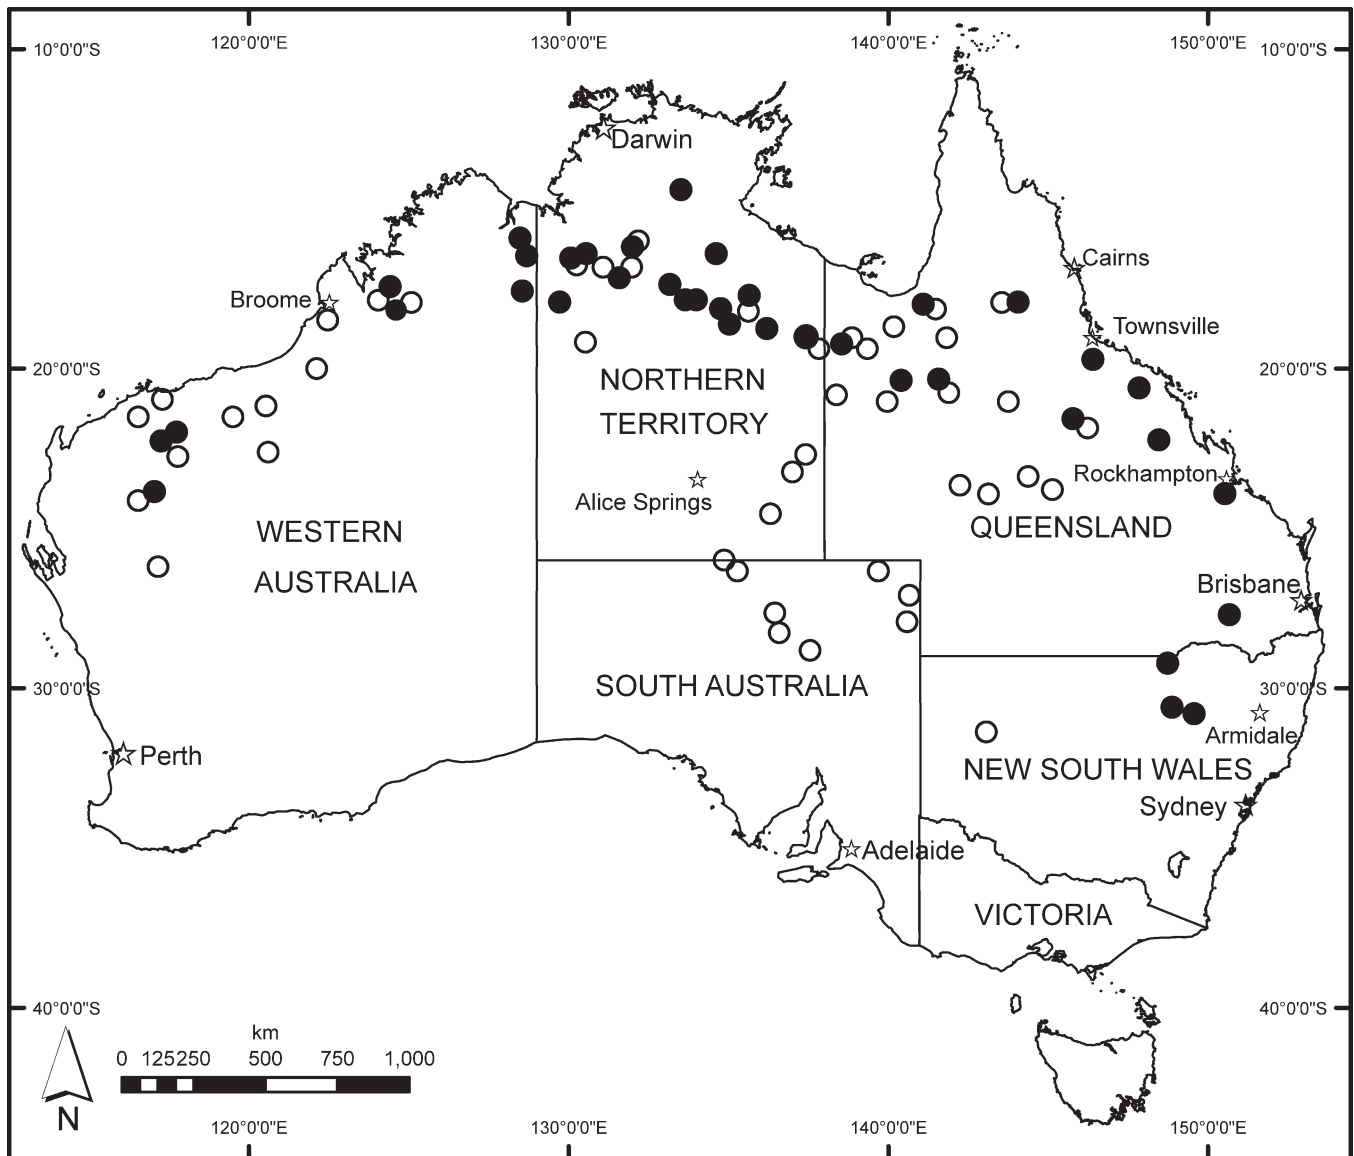 120°0'0"E 130°0'0"E 140°0'0"E 150°0'0"E
10°0'0"S 10°0'0"S
Darwin
Cairns
Broome
Townsville
20°0'0"S 20°0'0"S
NORTHERN
TERRITORY
Alice Springs
Rockhampton
WESTERN
AUSTRALIA
QUEENSLAND
Brisbane
SOUTH AUSTRALIA
30°0'0"S 30°0'0"S
Armidale
Perth
NEW SOUTH WALES
Sydney
Adelaide
VICTORIA
40°0'0"S 40°0'0"S
km
0 125 250 500 750 1,000
N
120°0'0"E 130°0'0"E 140°0'0"E 150°0'0"E